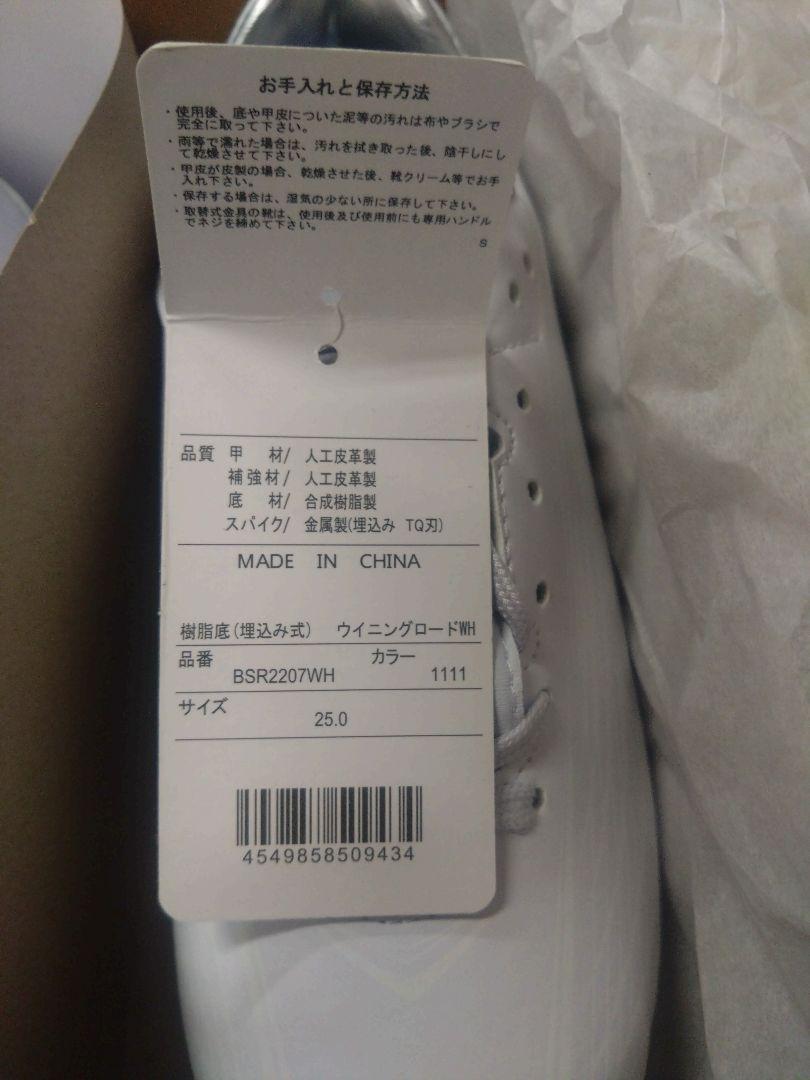 お手入れと保存方法
・使用後、底や甲皮についた泥等の汚れは布やブラシで
完全に取って下さい。
・雨等で濡れた場合は、汚れを拭き取った後、陰干しにし
て乾燥させて下さい。
・甲皮が皮製の場合、乾燥させた後、靴クリーム等でお手
入れ下さい。
・保存する場合は、湿気の少ない所に保存して下さい。
・取替式金具の靴は、使用後及び使用前にも専用ハンドル
でネジを締めて下さい。
S
品質 甲 材/ 人工皮革製
補強材/ 人工皮革製
底 材/ 合成樹脂製
スパイク/ 金属製(埋込み TQ刃)
MADE IN CHINA
樹脂底(埋込み式) ウイニングロードWH
品番 BSR2207WH カラー 1111
サイズ 25.0
4549858509434